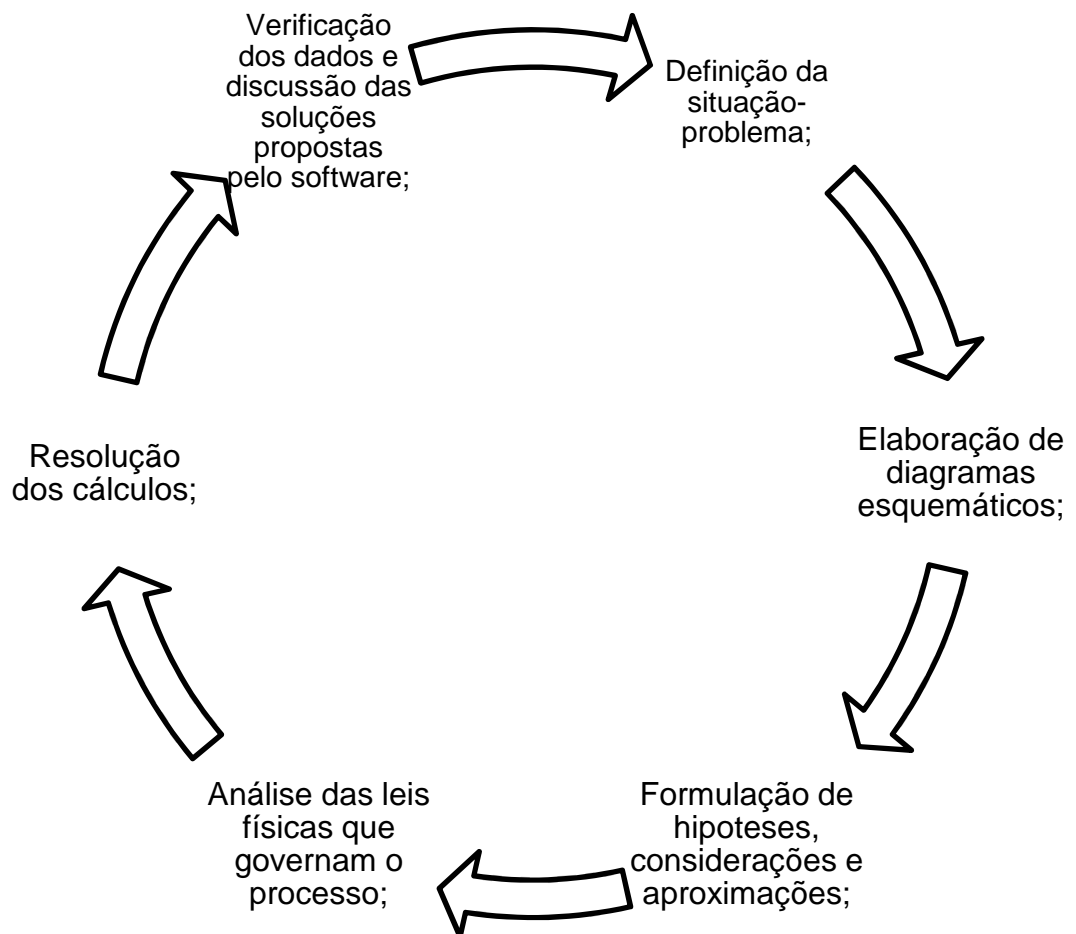 Verificação
dos dados e
discussão das
soluções
propostas
pelo software;
Definição da
situação-
problema;
Elaboração de
diagramas
esquemáticos;
Formulação de
hipoteses,
considerações e
aproximações;
Análise das leis
físicas que
governam o
processo;
Resolução
dos cálculos;